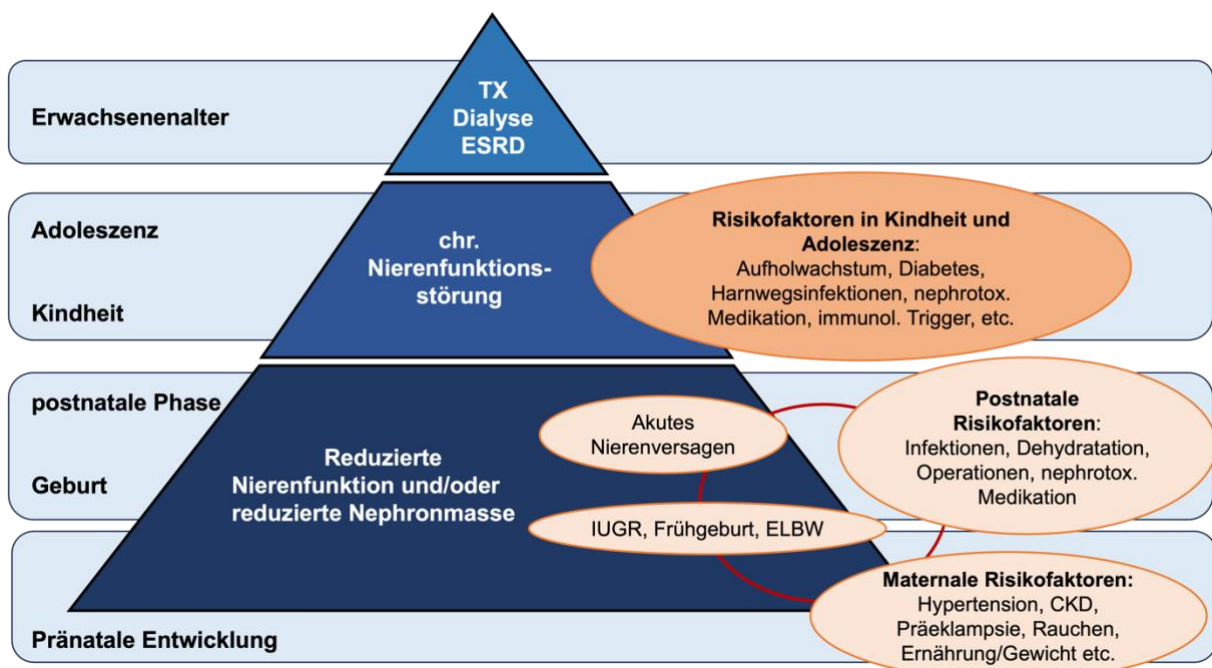 TX
Dialyse
ESRD
Erwachsenenalter
Adoleszenz
Kindheit
chr.
Nierenfunktions-
störung
Risikofaktoren in Kindheit und
Adoleszenz:
Aufholwachstum, Diabetes,
Harnwegsinfektionen, nephrotox.
Medikation, immunol. Trigger, etc.
postnatale Phase
Geburt
Reduzierte
Nierenfunktion und/oder
reduzierte Nephronmasse
Akutes
Nierenversagen
Postnatale
Risikofaktoren:
Infektionen, Dehydratation,
Operationen, nephrotox.
Medikation
IUGR, Frühgeburt, ELBW
Pränatale Entwicklung
Maternale Risikofaktoren:
Hypertension, CKD,
Präeklampsie, Rauchen,
Ernährung/Gewicht etc.